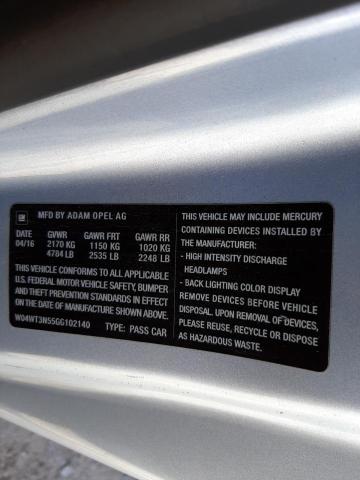 GM MFD BY ADAM OPEL AG
DATE GVWR GAWR FRT GAWR RR
04/16 2170 KG 1150 KG 1020 KG
4784 LB 2535 LB 2248 LB
THIS VEHICLE CONFORMS TO ALL APPLICABLE
U.S. FEDERAL MOTOR VEHICLE SAFETY, BUMPER
AND THEFT PREVENTION STANDARDS IN EFFECT
ON THE DATE OF MANUFACTURE SHOWN ABOVE.
W04WT3N55GG102140 TYPE: PASS CAR
THIS VEHICLE MAY INCLUDE MERCURY
CONTAINING DEVICES INSTALLED BY
THE MANUFACTURER:
- HIGH INTENSITY DISCHARGE
HEADLAMPS
- BACK LIGHTING COLOR DISPLAY
REMOVE DEVICES BEFORE VEHICLE
DISPOSAL. UPON REMOVAL OF DEVICES,
PLEASE REUSE, RECYCLE OR DISPOSE
AS HAZARDOUS WASTE.